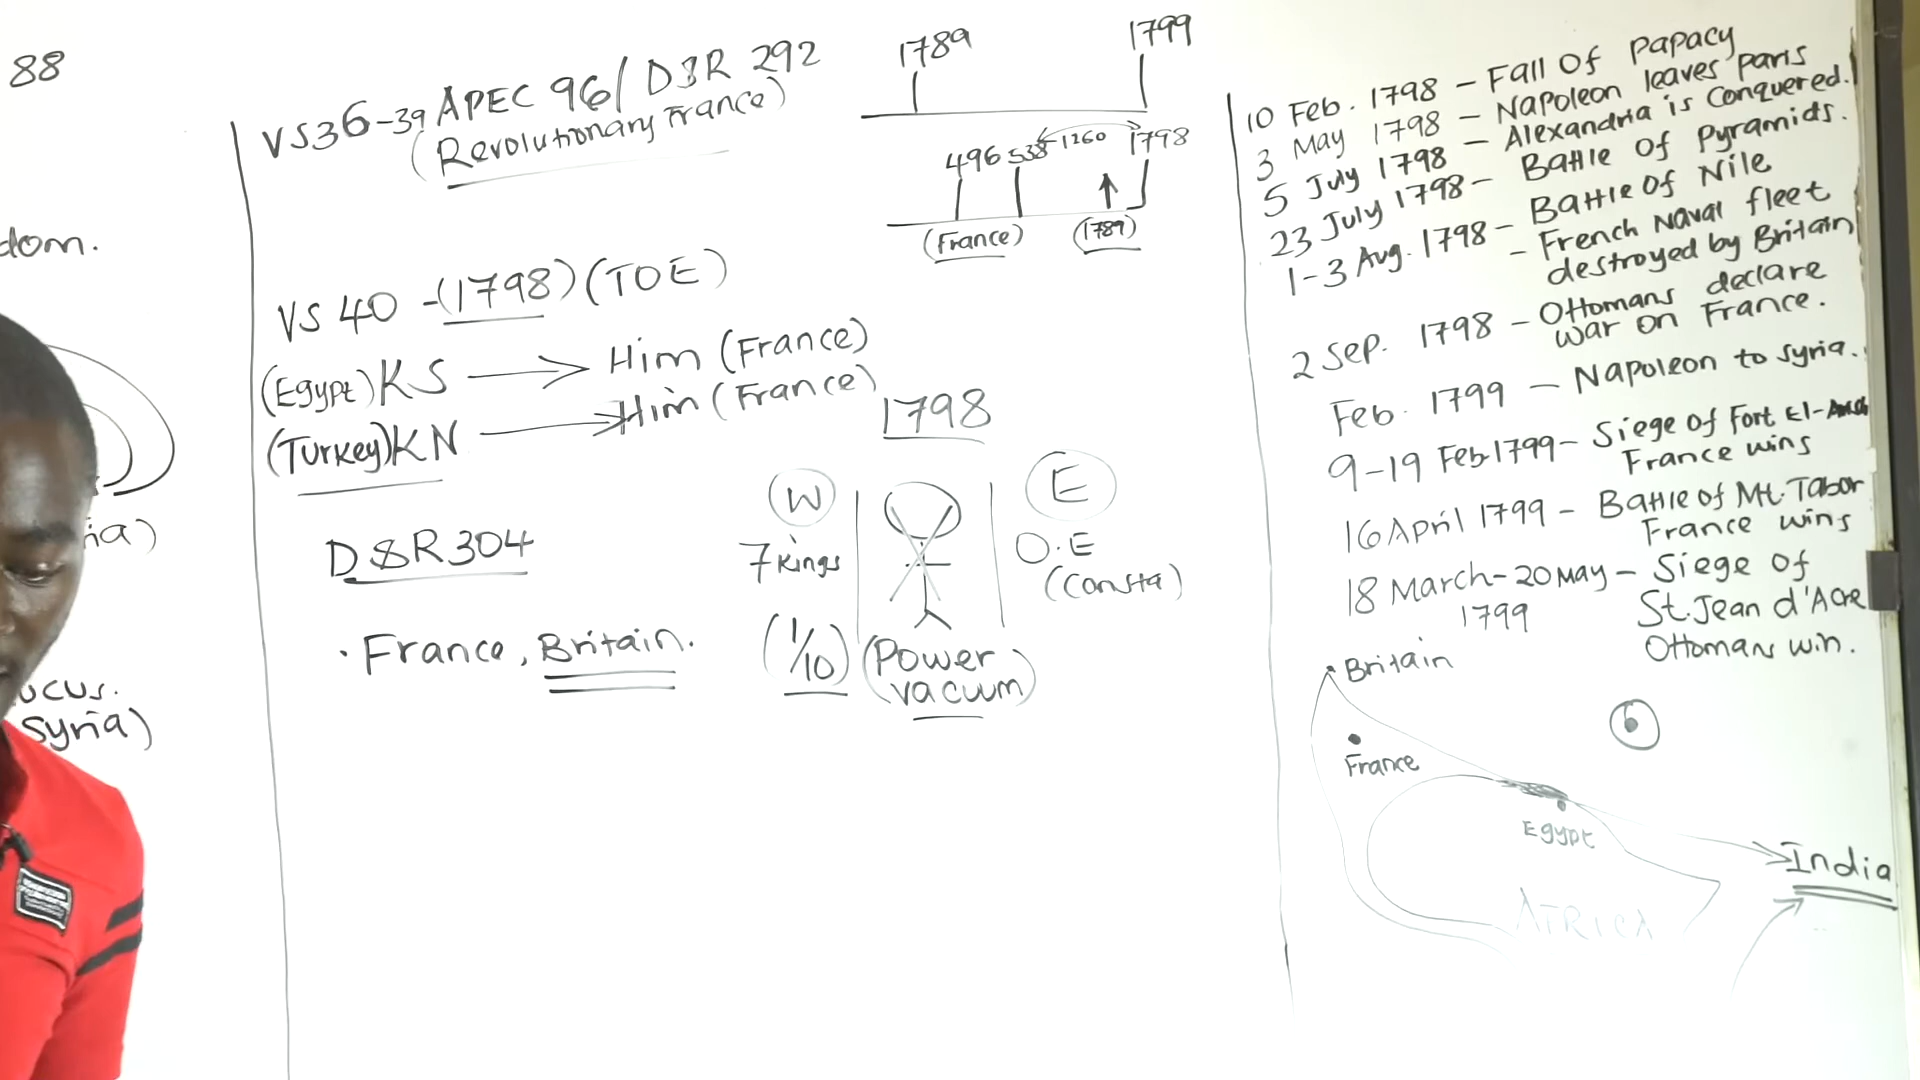 88
dom.
ria)
ucus.
Syria)
VS36-39 APEC 96/ D&R 292
(Revolutionary France)
1789
1799
496 538 1260 1798
(France)
(1789)
VS 40 -(1798) (TOE)
(Egypt) KS → Him (France)
(Turkey) KN → Him (France)
1798
D&R304
W
E
7 kings
O.E
(Consta)
· France, Britain.
(1/10)
(Power
vacuum)
10 Feb. 1798 - Fall Of Papacy
3 May 1798 - Napoleon leaves paris
5 July 1798 - Alexandria is Conquered.
23 July 1798 - Battle Of Pyramids.
1-3 Aug. 1798 - Battle Of Nile
- French Naval fleet
destroyed by Britain
2 Sep. 1798 - Ottomans declare
War on France.
Feb. 1799 - Napoleon to Syria.
9-19 Feb 1799 - Siege of Fort El-
France wins
16 April 1799 - Battle of Mt. Tabor
France wins
18 March-20 May - Siege of
1799 St. Jean d'Acre
Ottomans win.
Britain
6
France
Egypt
India
AFRICA